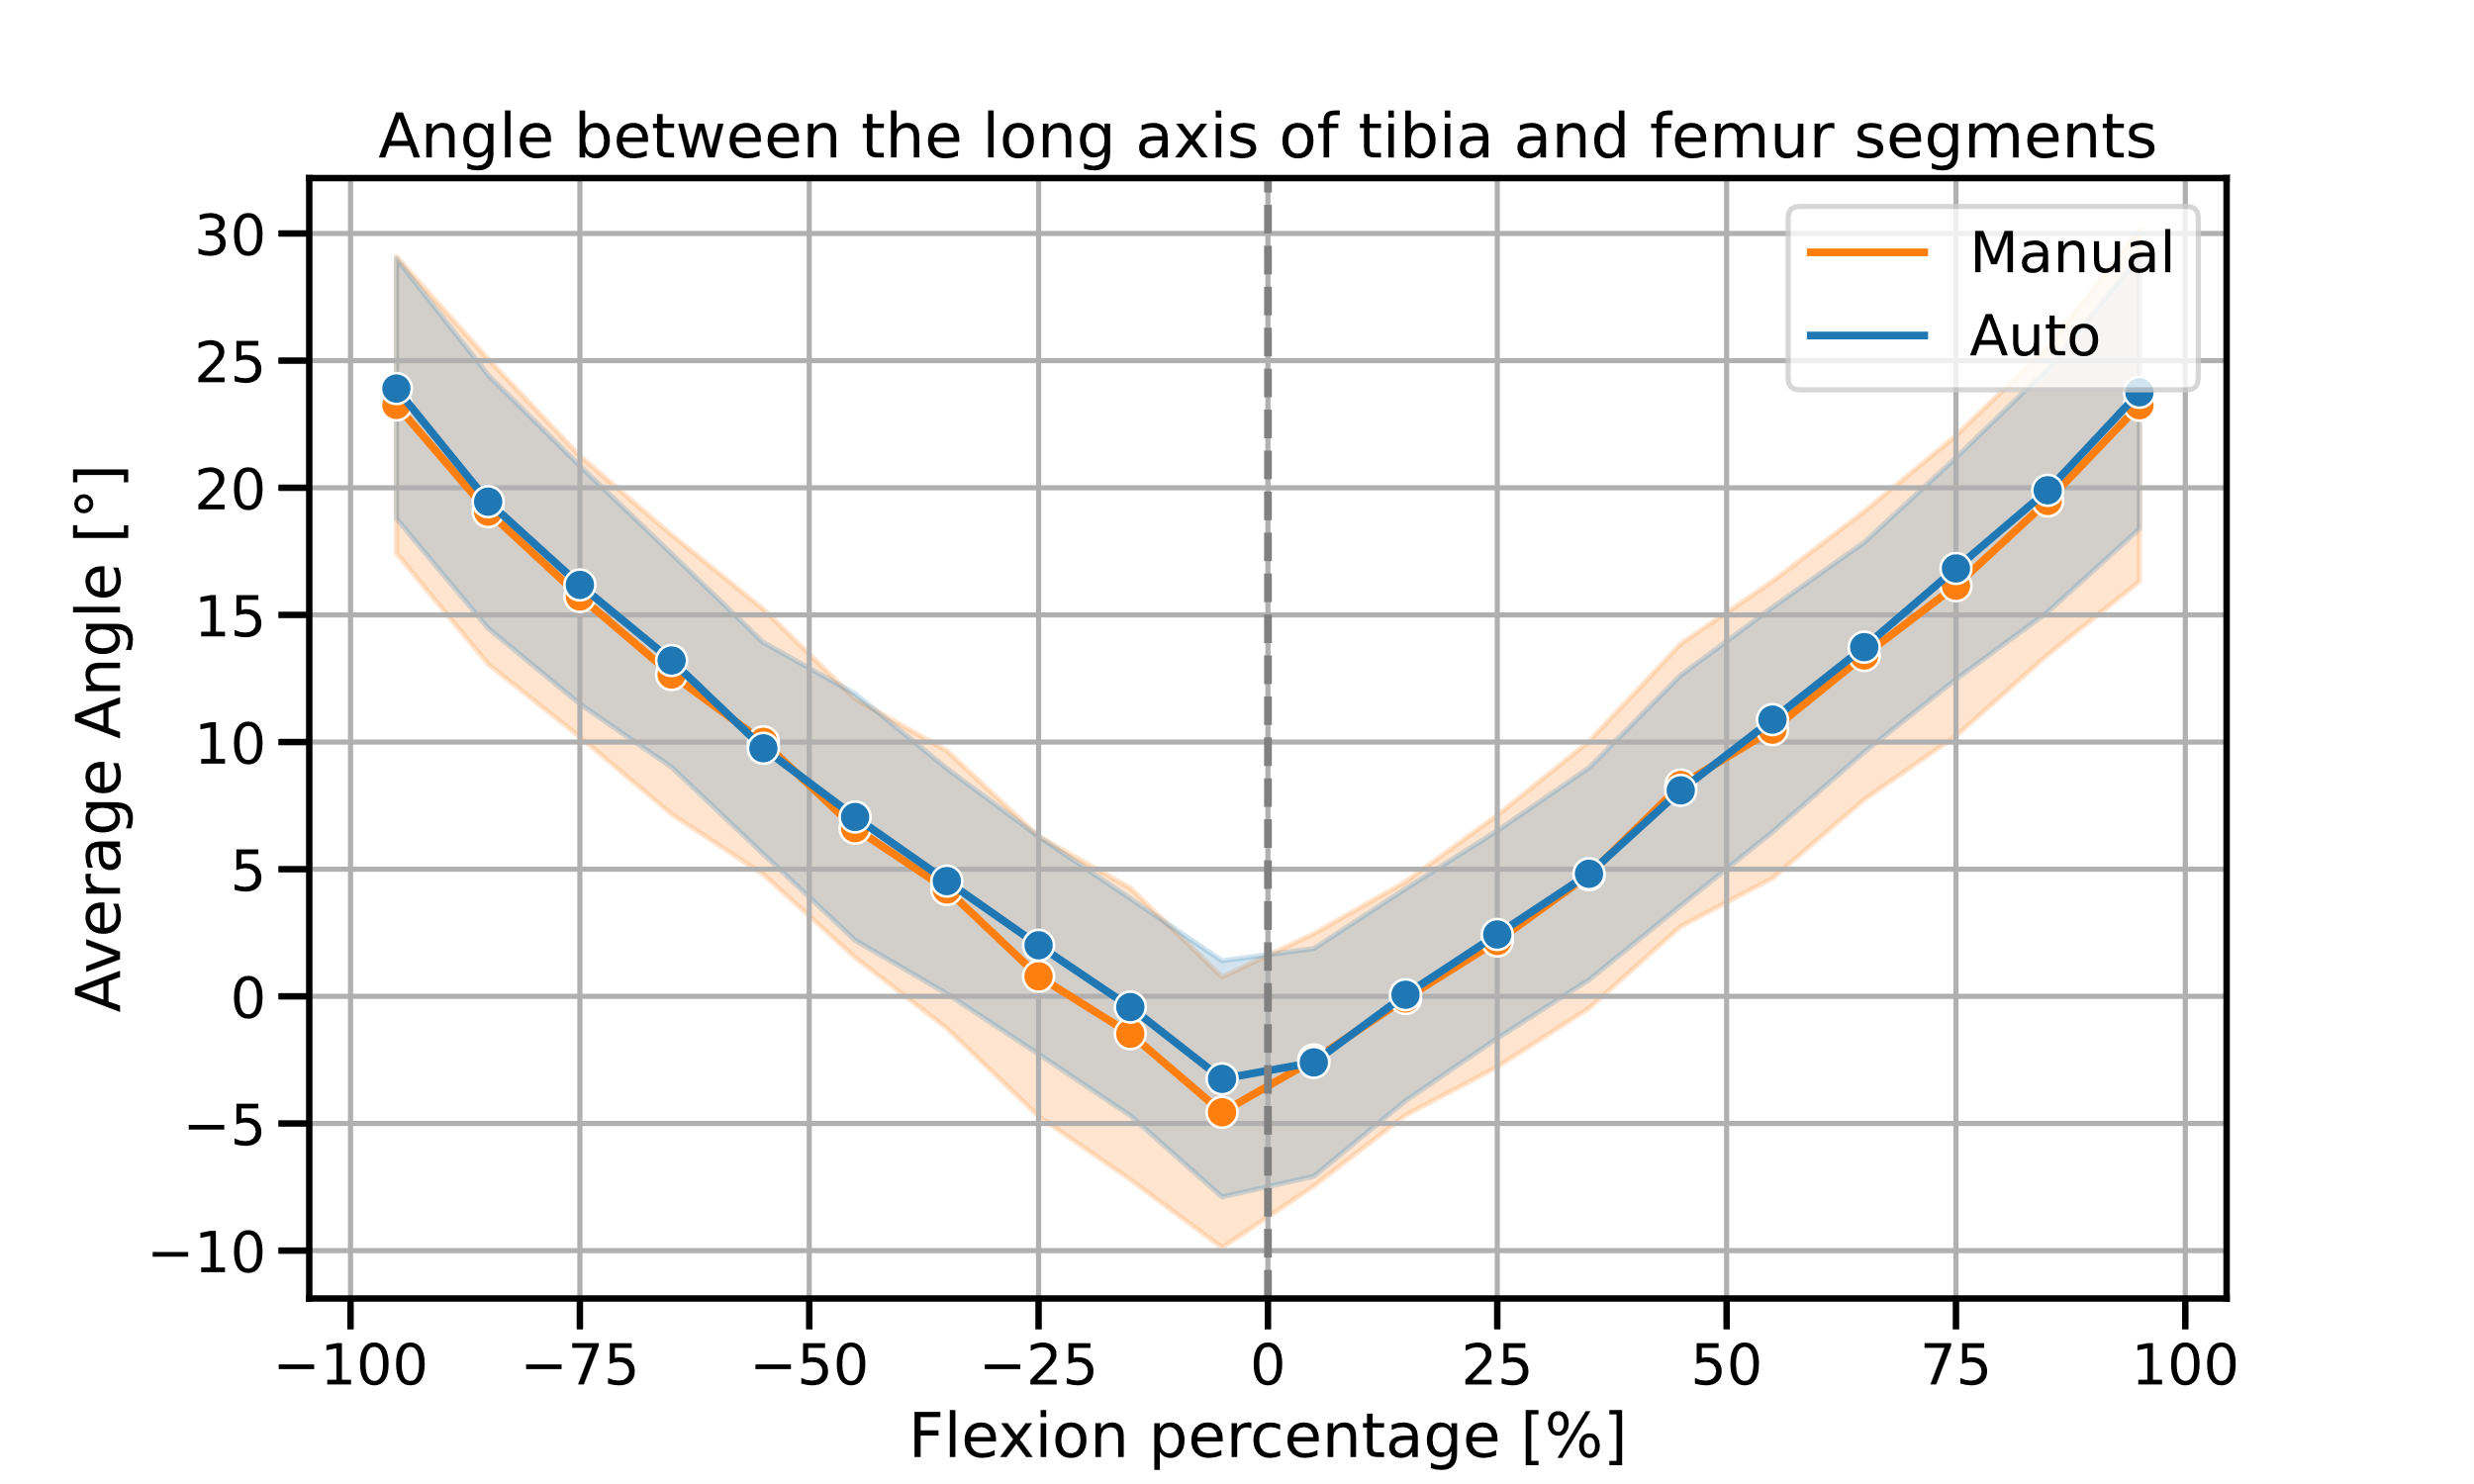 Angle between the long axis of tibia and femur segments
Manual
Auto
Average Angle [°]
30
25
20
15
10
5
0
−5
−10
−100 −75 −50 −25 0 25 50 75 100
Flexion percentage [%]